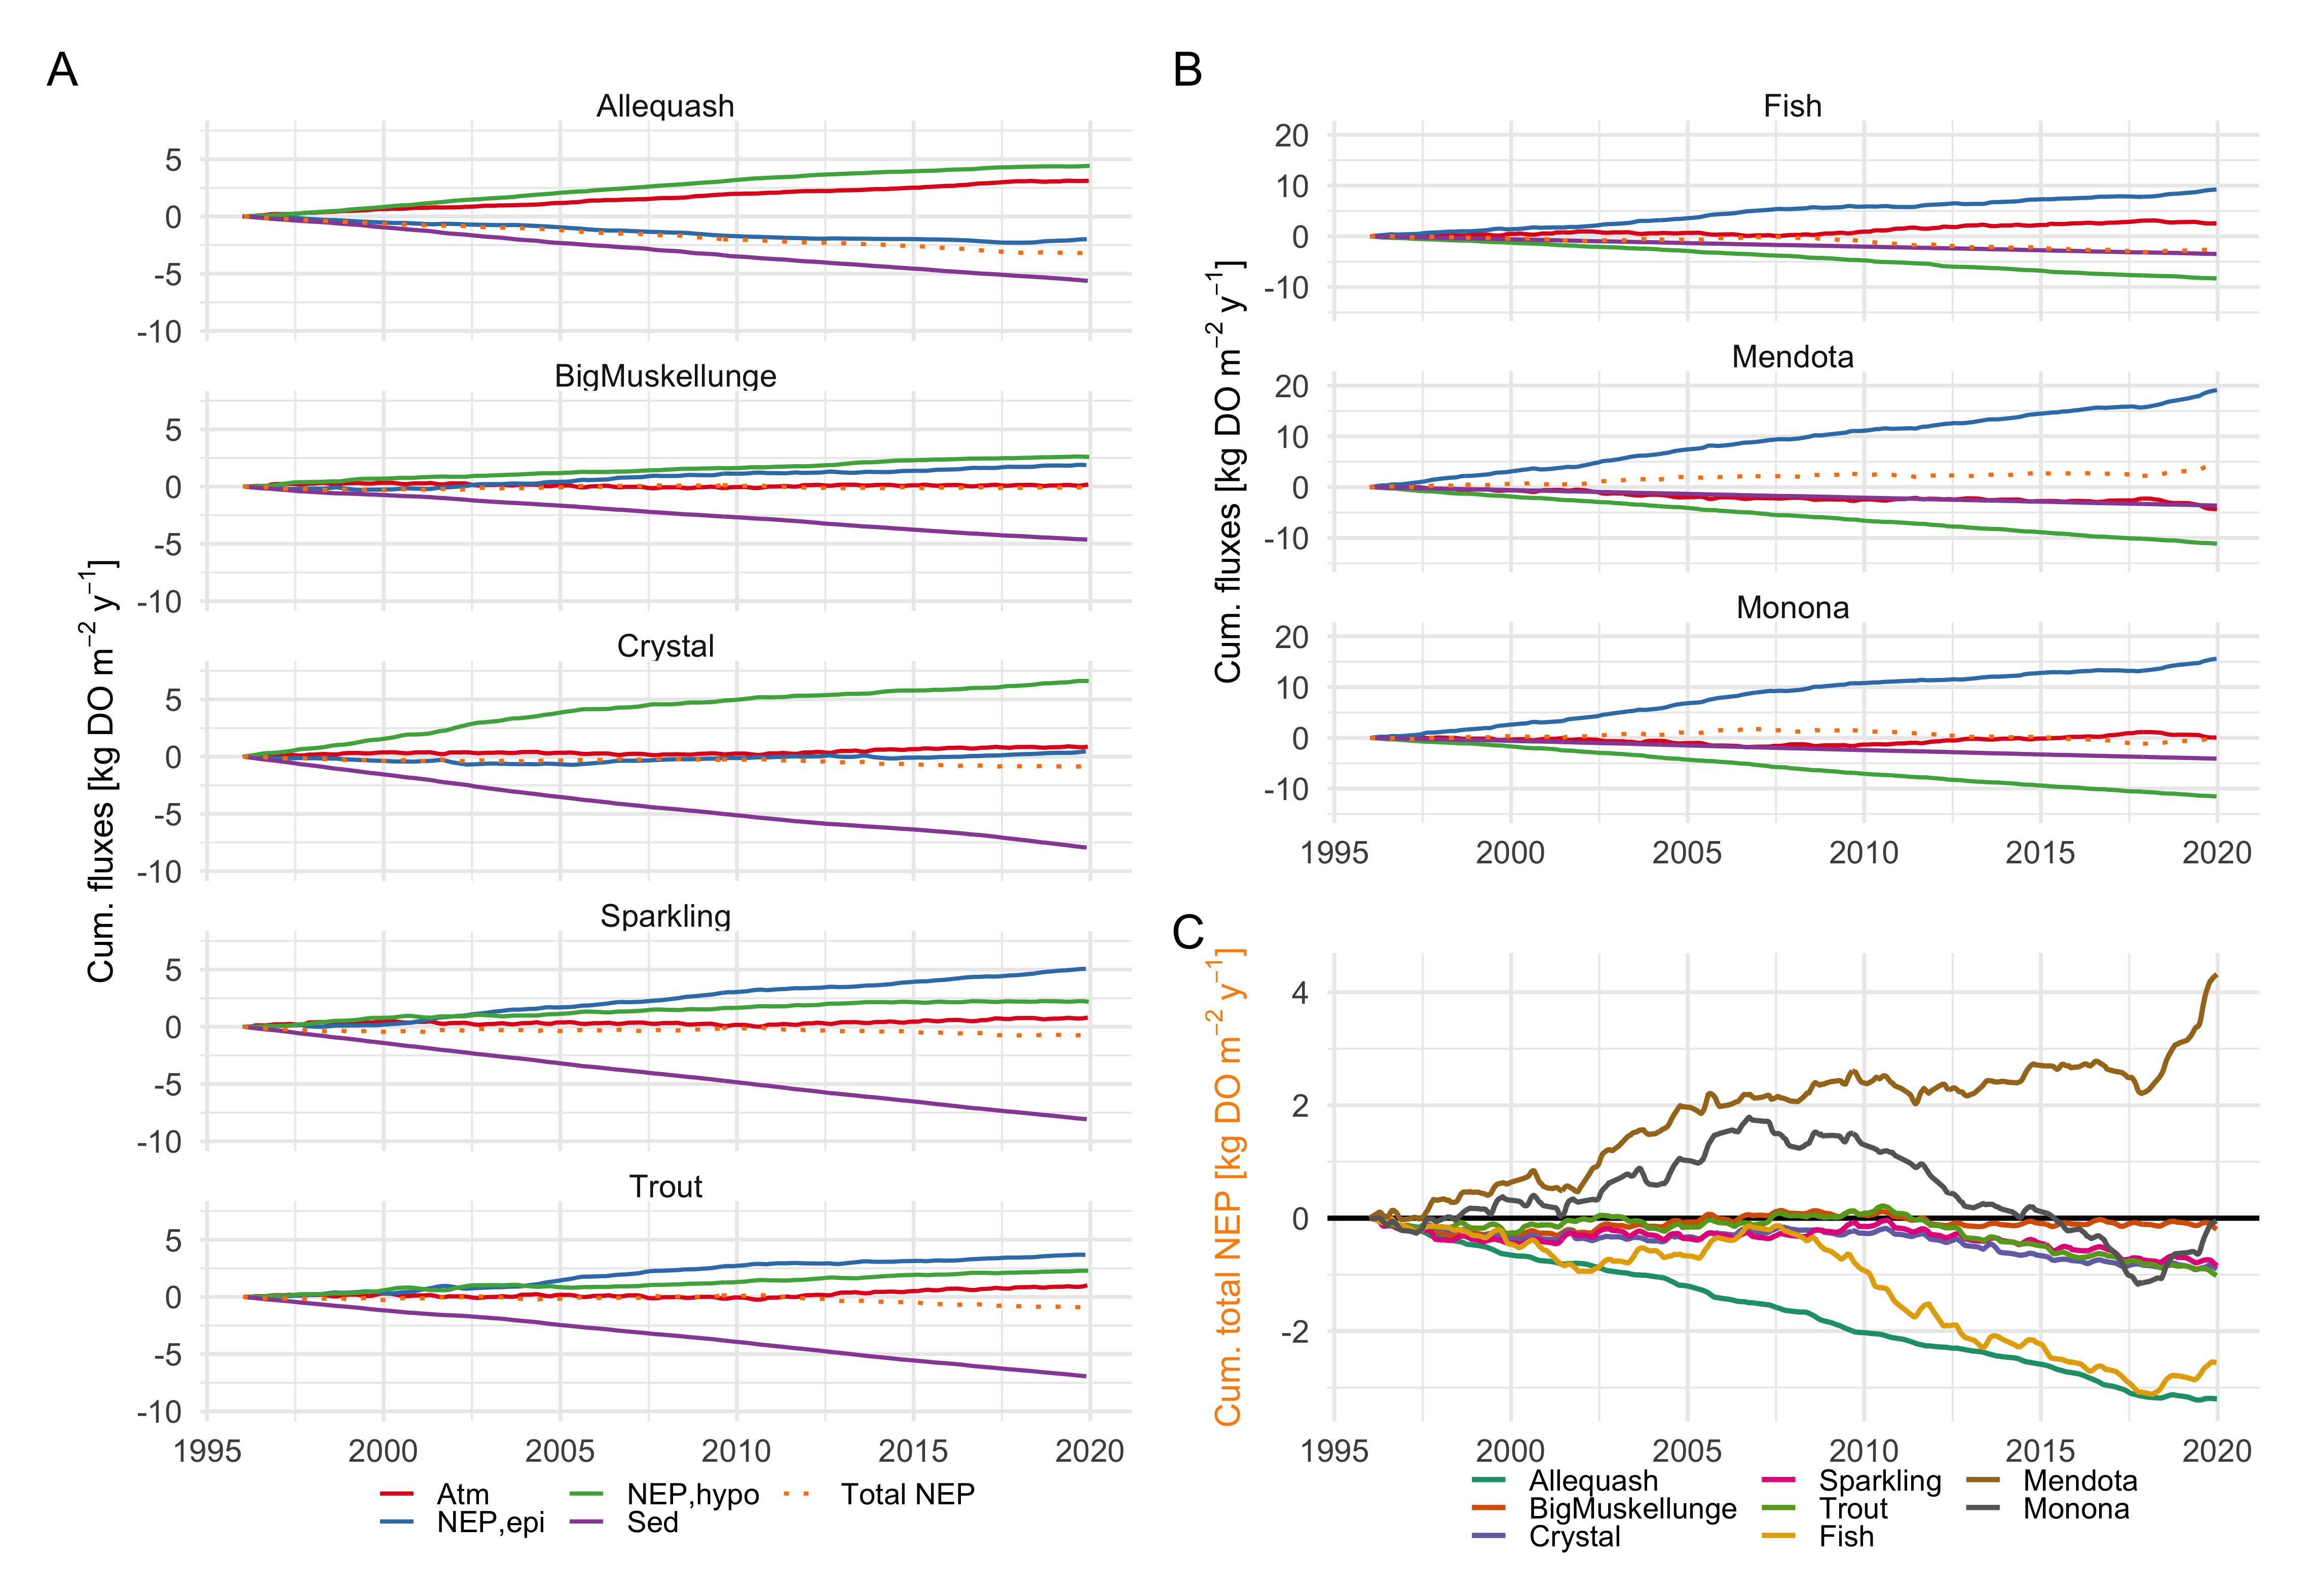 A
Cum. fluxes [kg DO m⁻² y⁻¹]
Allequash
5
0
-5
-10
BigMuskellunge
5
0
-5
-10
Crystal
5
0
-5
-10
Sparkling
5
0
-5
-10
Trout
5
0
-5
-10
1995 2000 2005 2010 2015 2020
Atm NEP,hypo Total NEP
NEP,epi Sed
B
Cum. fluxes [kg DO m⁻² y⁻¹]
Fish
20
10
0
-10
Mendota
20
10
0
-10
Monona
20
10
0
-10
1995 2000 2005 2010 2015 2020
C
Cum. total NEP [kg DO m⁻² y⁻¹]
4
2
0
-2
1995 2000 2005 2010 2015 2020
Allequash Sparkling Mendota
BigMuskellunge Trout Monona
Crystal Fish